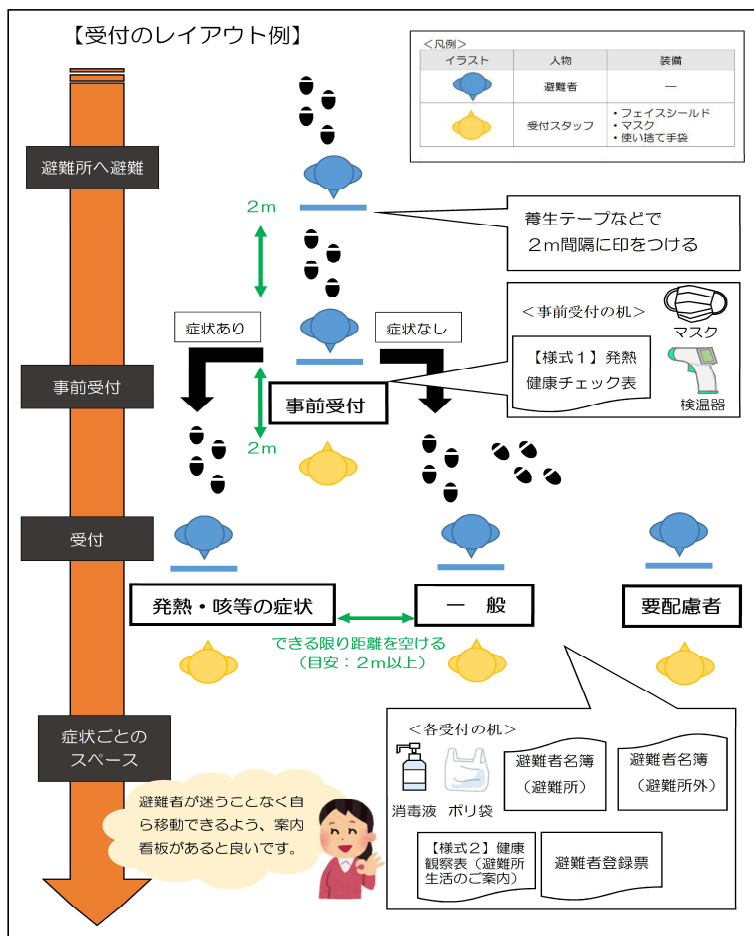 【受付のレイアウト例】
＜凡例＞
イラスト 人物 装備
避難者 ―
受付スタッフ ・フェイスシールド
・マスク
・使い捨て手袋
避難所へ避難
2m
養生テープなどで
２ｍ間隔に印をつける
症状あり
症状なし
＜事前受付の机＞
マスク
【様式１】発熱
健康チェック表
検温器
事前受付
事前受付
2m
受付
発熱・咳等の症状
一　般
要配慮者
できる限り距離を空ける
（目安：２ｍ以上）
症状ごとの
スペース
＜各受付の机＞
消毒液
ポリ袋
避難者名簿
（避難所）
避難者名簿
（避難所外）
【様式２】健康
観察表（避難所
生活のご案内）
避難者登録票
避難者が迷うことなく自
ら移動できるよう、案内
看板があると良いです。